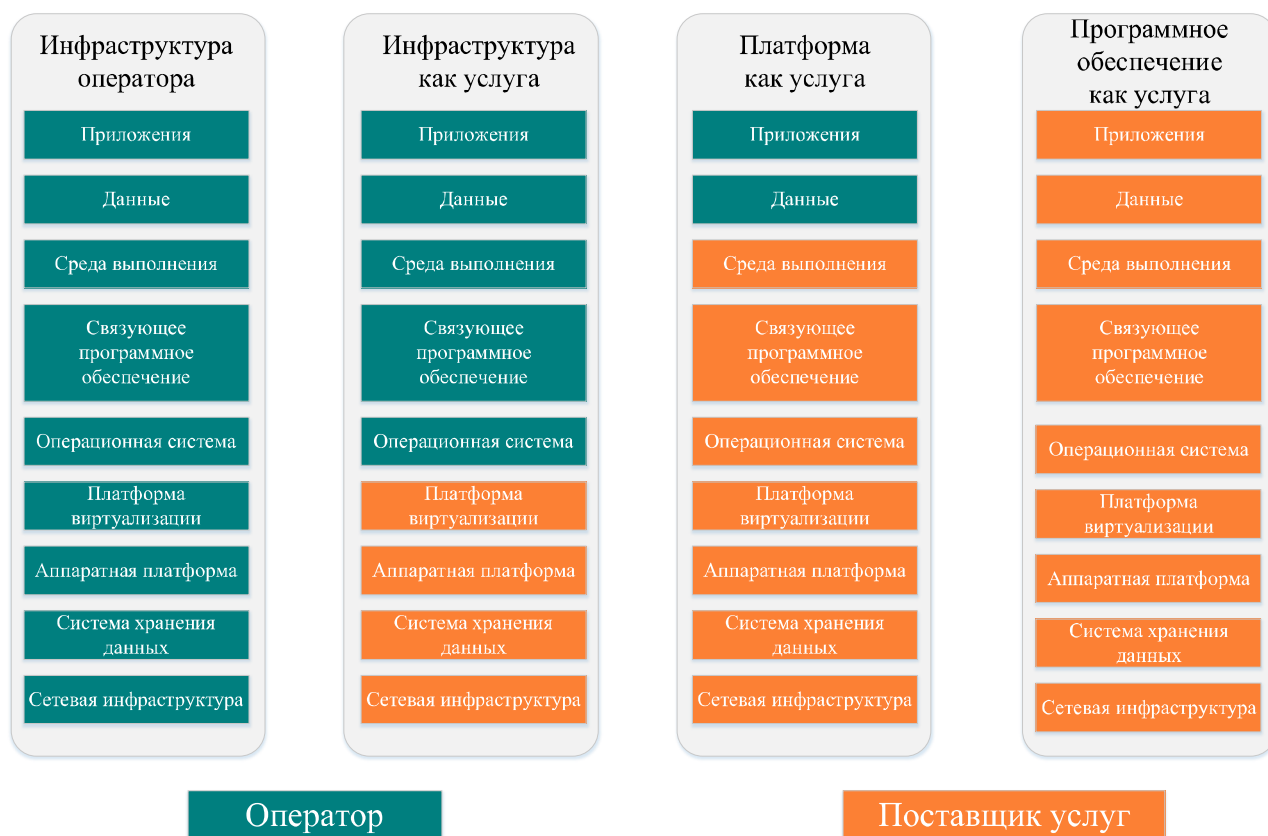 Инфраструктура
оператора
Приложения
Данные
Среда выполнения
Связующее
программное
обеспечение
Операционная система
Платформа
виртуализации
Аппаратная платформа
Система хранения
данных
Сетевая инфраструктура
Инфраструктура
как услуга
Приложения
Данные
Среда выполнения
Связующее
программное
обеспечение
Операционная система
Платформа
виртуализации
Аппаратная платформа
Система хранения
данных
Сетевая инфраструктура
Платформа
как услуга
Приложения
Данные
Среда выполнения
Связующее
программное
обеспечение
Операционная система
Платформа
виртуализации
Аппаратная платформа
Система хранения
данных
Сетевая инфраструктура
Программное
обеспечение
как услуга
Приложения
Данные
Среда выполнения
Связующее
программное
обеспечение
Операционная система
Платформа
виртуализации
Аппаратная платформа
Система хранения
данных
Сетевая инфраструктура
Оператор
Поставщик услуг